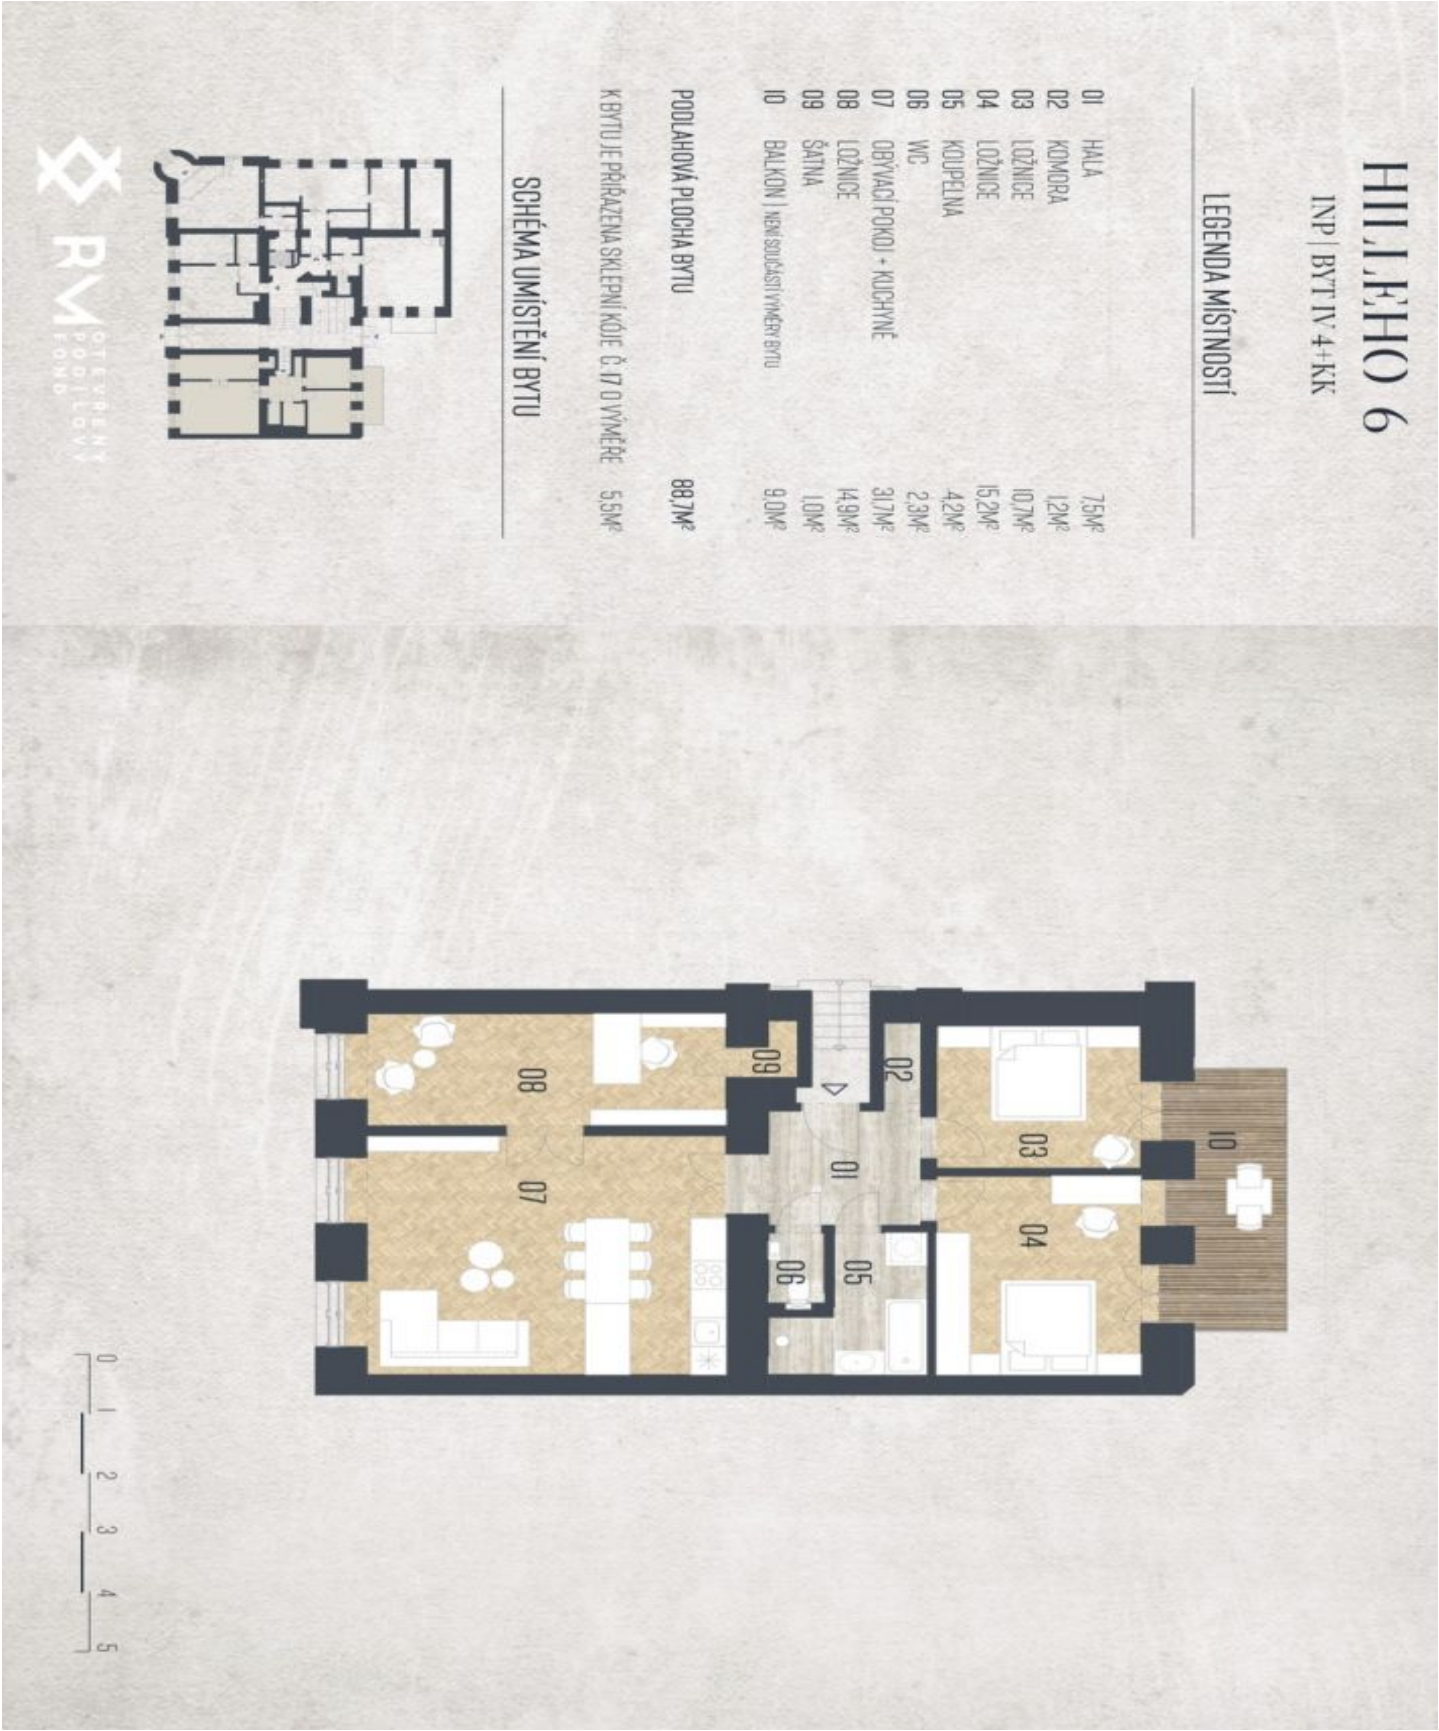 HILLEHO 6
1NP | BYT IV 4+KK
LEGENDA MÍSTNOSTÍ
01 HALA 7,5M²
02 KOMORA 1,2M²
03 LOŽNICE 10,7M²
04 LOŽNICE 15,2M²
05 KOUPELNA 4,2M²
06 WC 2,3M²
07 OBÝVACÍ POKOJ + KUCHYNĚ 31,7M²
08 LOŽNICE 14,9M²
09 ŠATNA 1,0M²
10 BALKON | NENÍ SOUČÁSTÍ VÝMĚRY BYTU 9,0M²
PODLAHOVÁ PLOCHA BYTU 88,7M²
K BYTU JE PŘIŘAZENA SKLEPNÍ KÓJE Č.17 O VÝMĚŘE 5,5M²
SCHÉMA UMÍSTĚNÍ BYTU
RM OTEVŘENÝ
PODÍLOVÝ
FOND
10
03
04
02
01
05
06
09
08
07
0 1 2 3 4 5